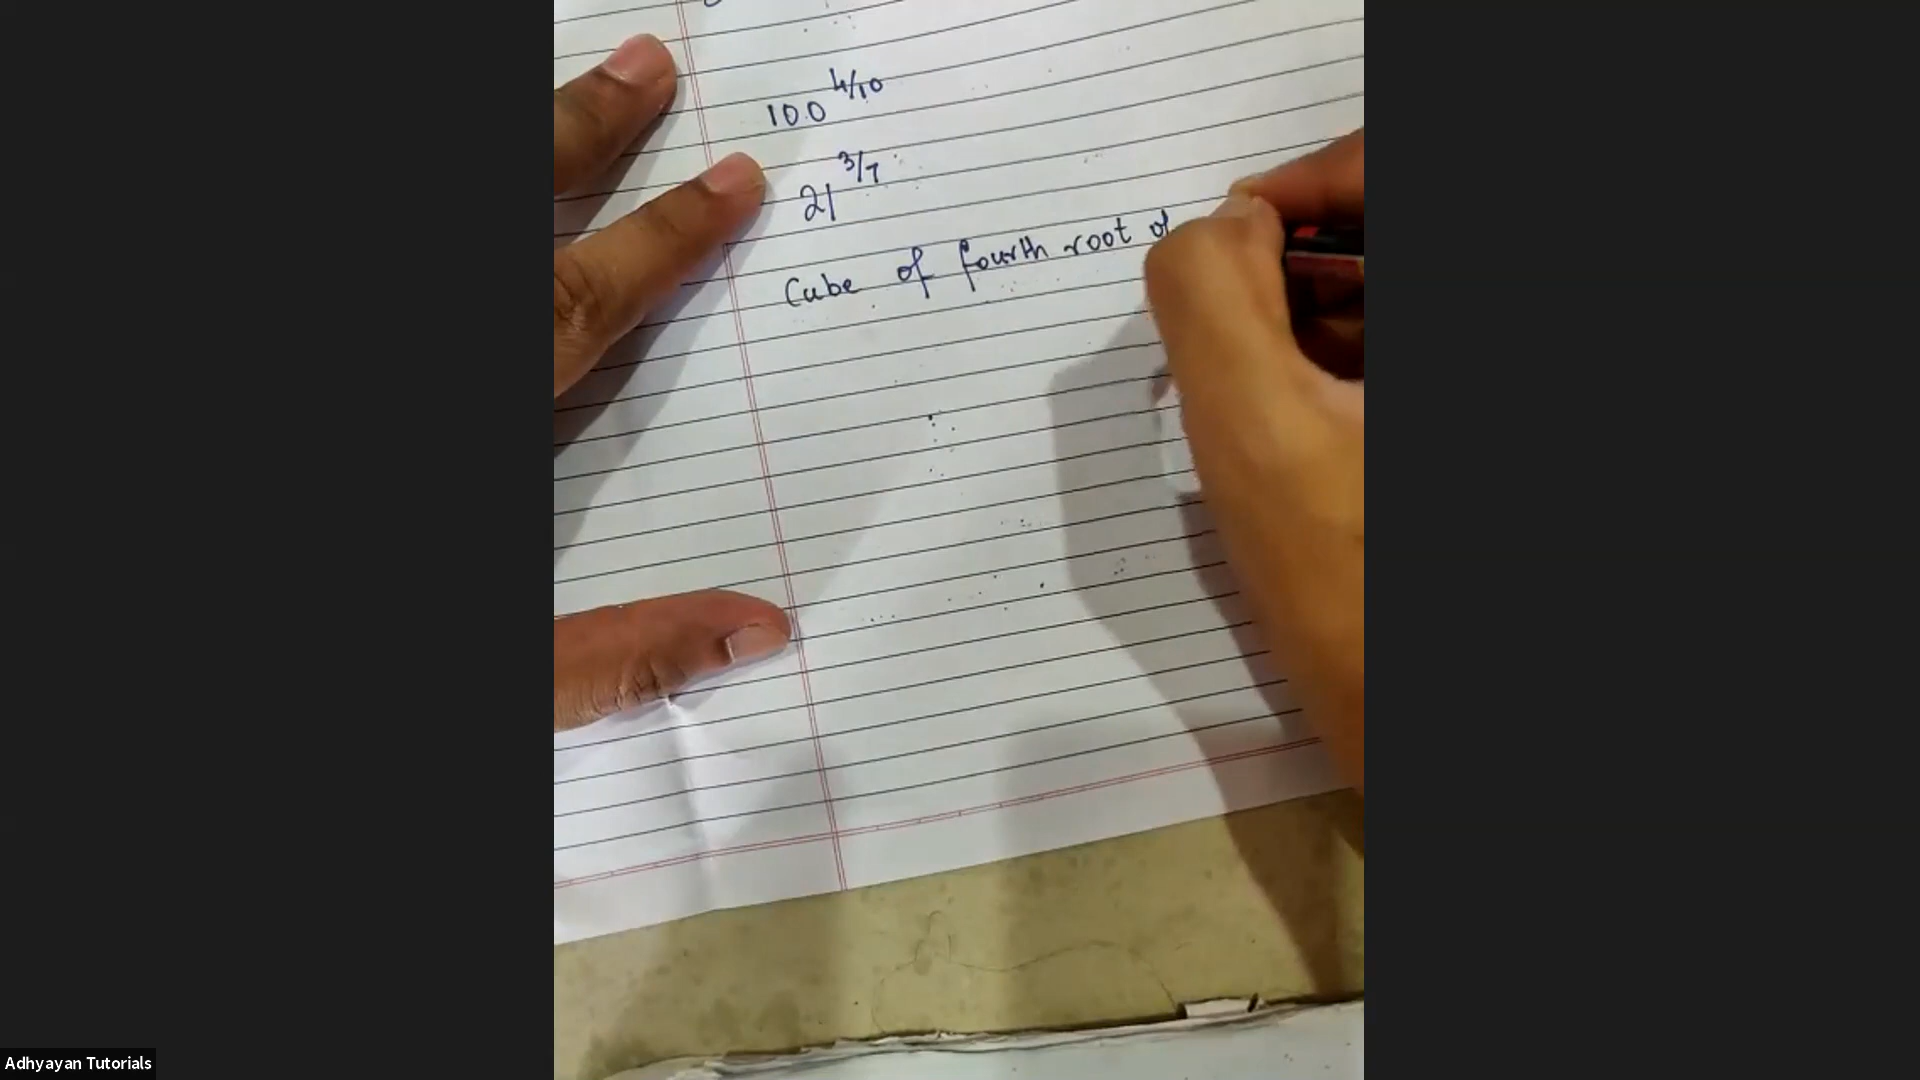 100^4/10
21^3/7
Cube of fourth root of
Adhyayan Tutorials